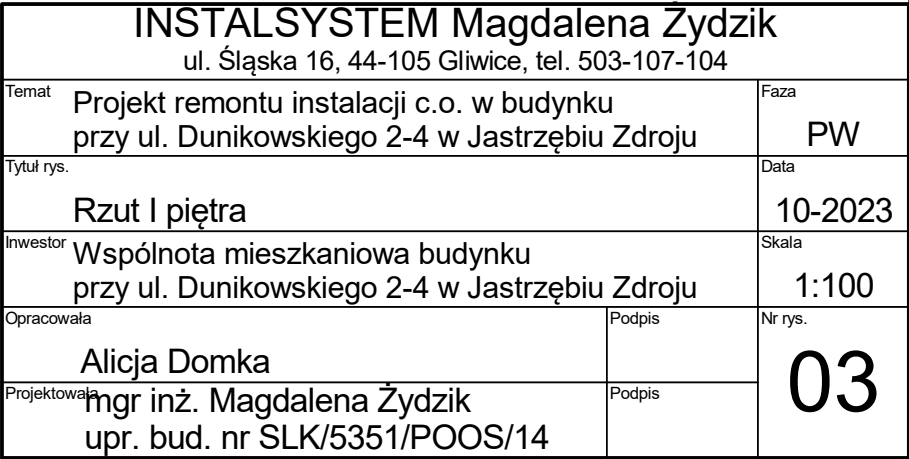 INSTALSYSTEM Magdalena Żydzik
ul. Śląska 16, 44-105 Gliwice, tel. 503-107-104
Temat
Projekt remontu instalacji c.o. w budynku
przy ul. Dunikowskiego 2-4 w Jastrzębiu Zdroju
Faza
PW
Tytuł rys.
Rzut I piętra
Data
10-2023
Inwestor
Wspólnota mieszkaniowa budynku
przy ul. Dunikowskiego 2-4 w Jastrzębiu Zdroju
Skala
1:100
Opracowała
Alicja Domka
Podpis
Nr rys.
03
Projektowała
mgr inż. Magdalena Żydzik
upr. bud. nr SLK/5351/POOS/14
Podpis